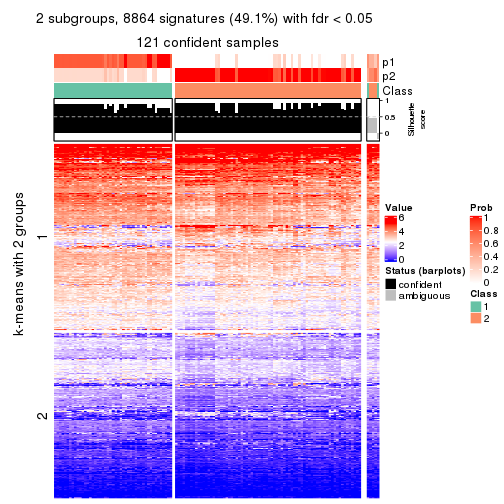 2 subgroups, 8864 signatures (49.1%) with fdr < 0.05
121 confident samples
p1
p2
Class
1
0.5
0
Silhouette
score
k-means with 2 groups
1
2
Value
6
4
2
0
Status (barplots)
confident
ambiguous
Prob
1
0.8
0.6
0.4
0.2
0
Class
1
2